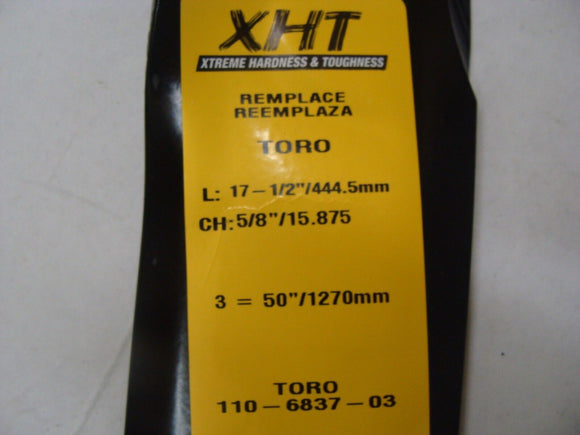 XHT
XTREME HARDNESS & TOUGHNESS
REMPLACE
REEMPLAZA
TORO
L: 17-1/2"/444.5mm
CH: 5/8"/15.875
3 = 50"/1270mm
TORO
110-6837-03